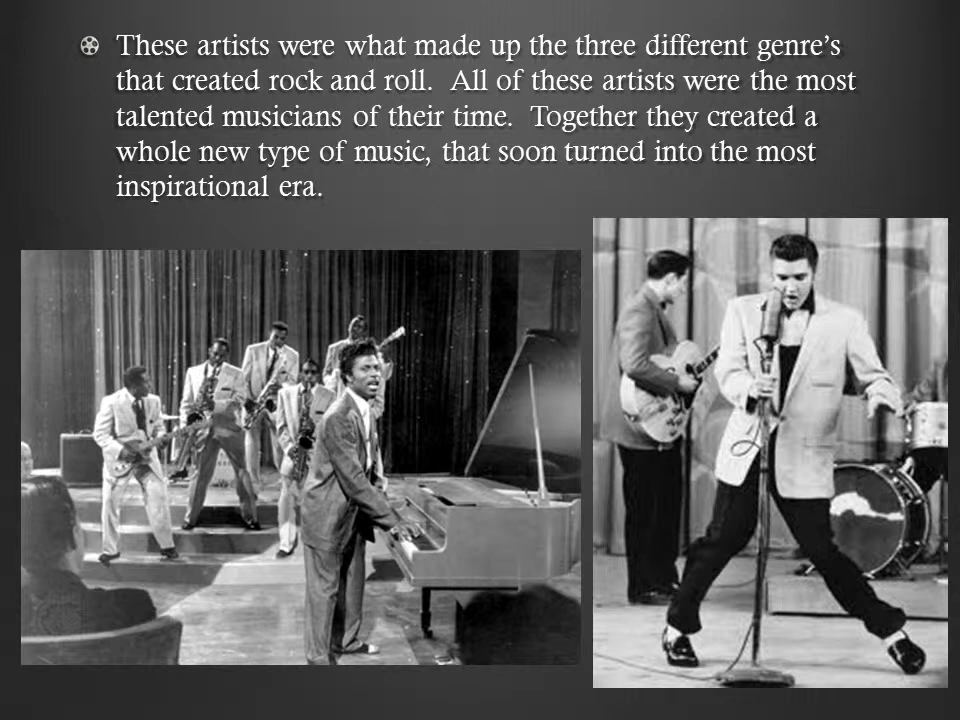 These artists were what made up the three different genre’s
that created rock and roll.  All of these artists were the most
talented musicians of their time.  Together they created a
whole new type of music, that soon turned into the most
inspirational era.